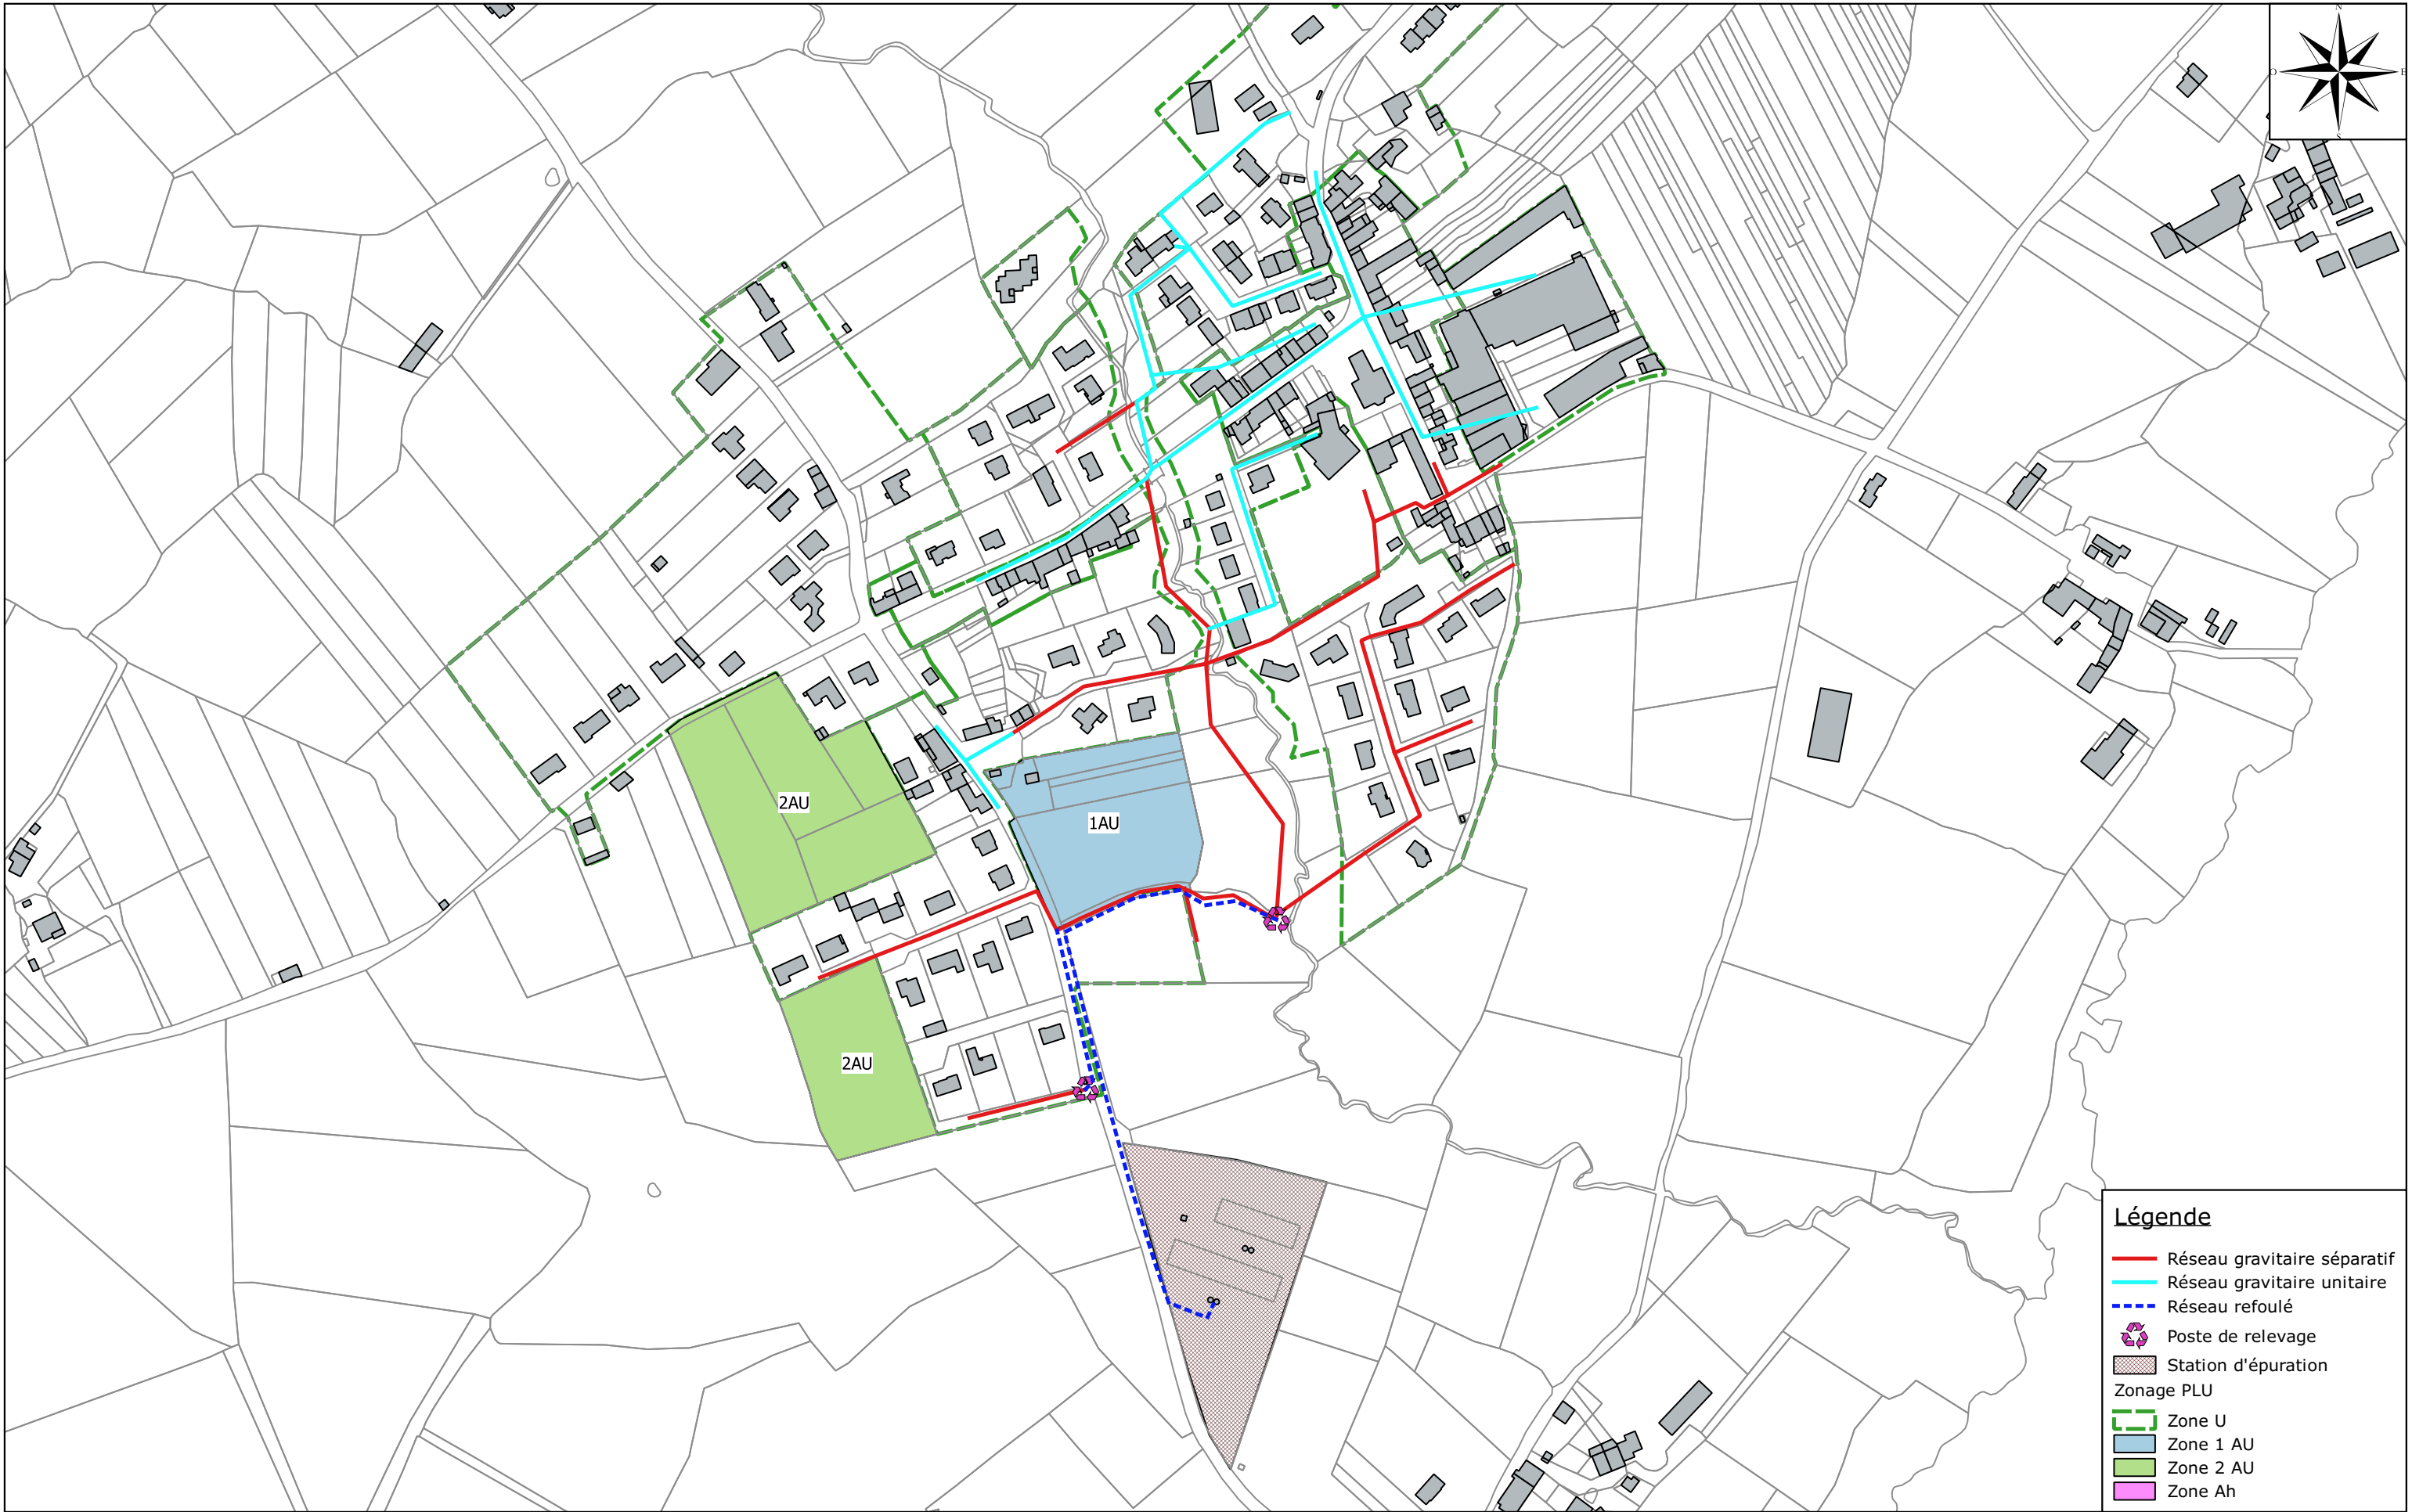 N
O
E
S
2AU
1AU
2AU
Légende
Réseau gravitaire séparatif
Réseau gravitaire unitaire
Réseau refoulé
Poste de relevage
Station d'épuration
Zonage PLU
Zone U
Zone 1 AU
Zone 2 AU
Zone Ah